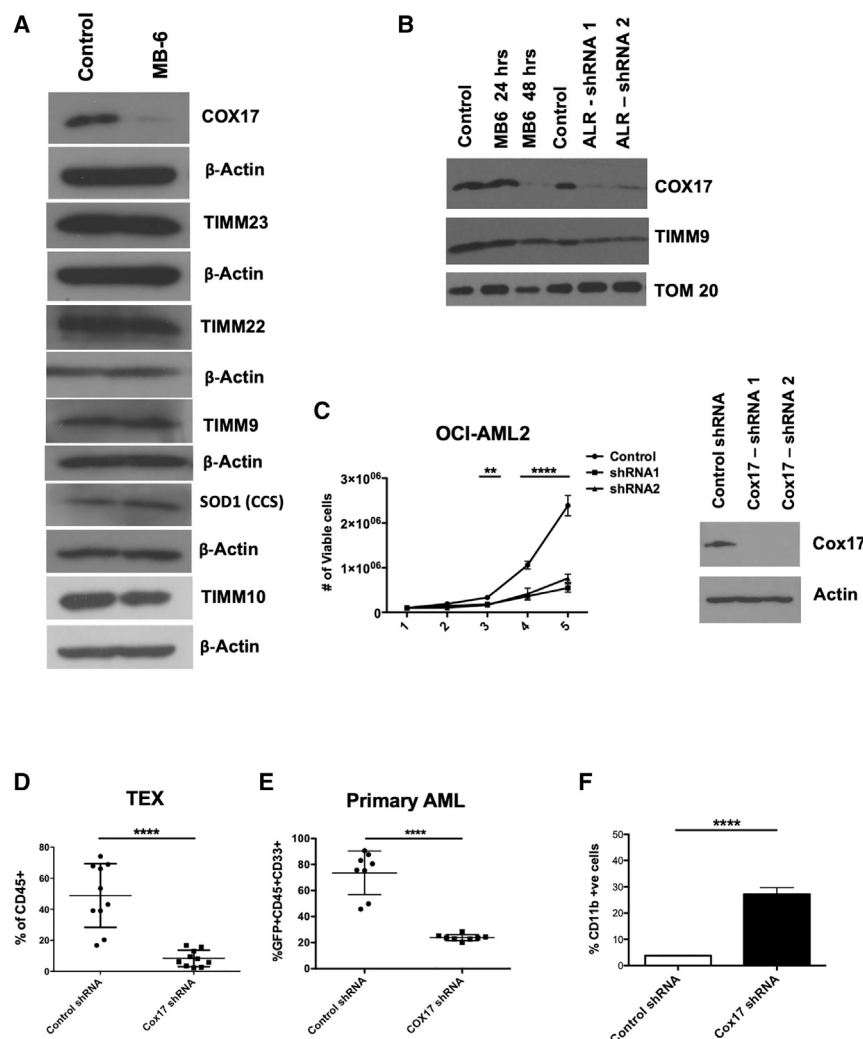 A
Control
MB-6
COX17
β-Actin
TIMM23
β-Actin
TIMM22
β-Actin
TIMM9
β-Actin
SOD1 (CCS)
β-Actin
TIMM10
β-Actin
B
Control
MB6 24 hrs
MB6 48 hrs
Control
ALR - shRNA 1
ALR – shRNA 2
COX17
TIMM9
TOM 20
C
OCI-AML2
Control
shRNA1
shRNA2
** ****
3×10^06
2×10^06
1×10^06
0
# of Viable cells
1 2 3 4 5
Control shRNA
Cox17 – shRNA 1
Cox17 – shRNA 2
Cox17
Actin
D
TEX
****
80
60
40
20
0
% of CD45+
Control shRNA
Cox17 shRNA
E
Primary AML
****
100
80
60
40
20
0
%GFP+CD45+CD33+
Control shRNA
COX17 shRNA
F
****
50
40
30
20
10
0
% CD11b +ve cells
Control shRNA
Cox17 shRNA